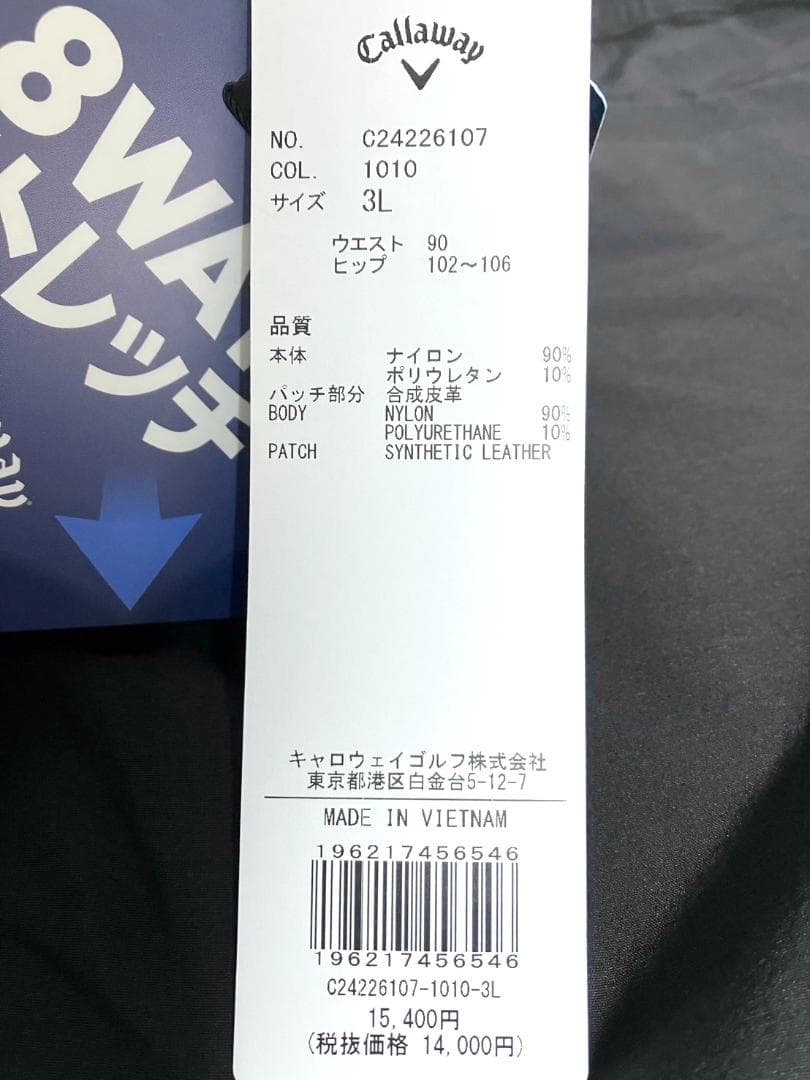 8WA
トレッチ
Callaway
NO. C24226107
COL. 1010
サイズ 3L
ウエスト 90
ヒップ 102〜106
品質
本体 ナイロン 90%
ポリウレタン 10%
パッチ部分 合成皮革
BODY NYLON 90%
POLYURETHANE 10%
PATCH SYNTHETIC LEATHER
キャロウェイゴルフ株式会社
東京都港区白金台5-12-7
MADE IN VIETNAM
196217456546
196217456546
C24226107-1010-3L
15,400円
(税抜価格 14,000円)